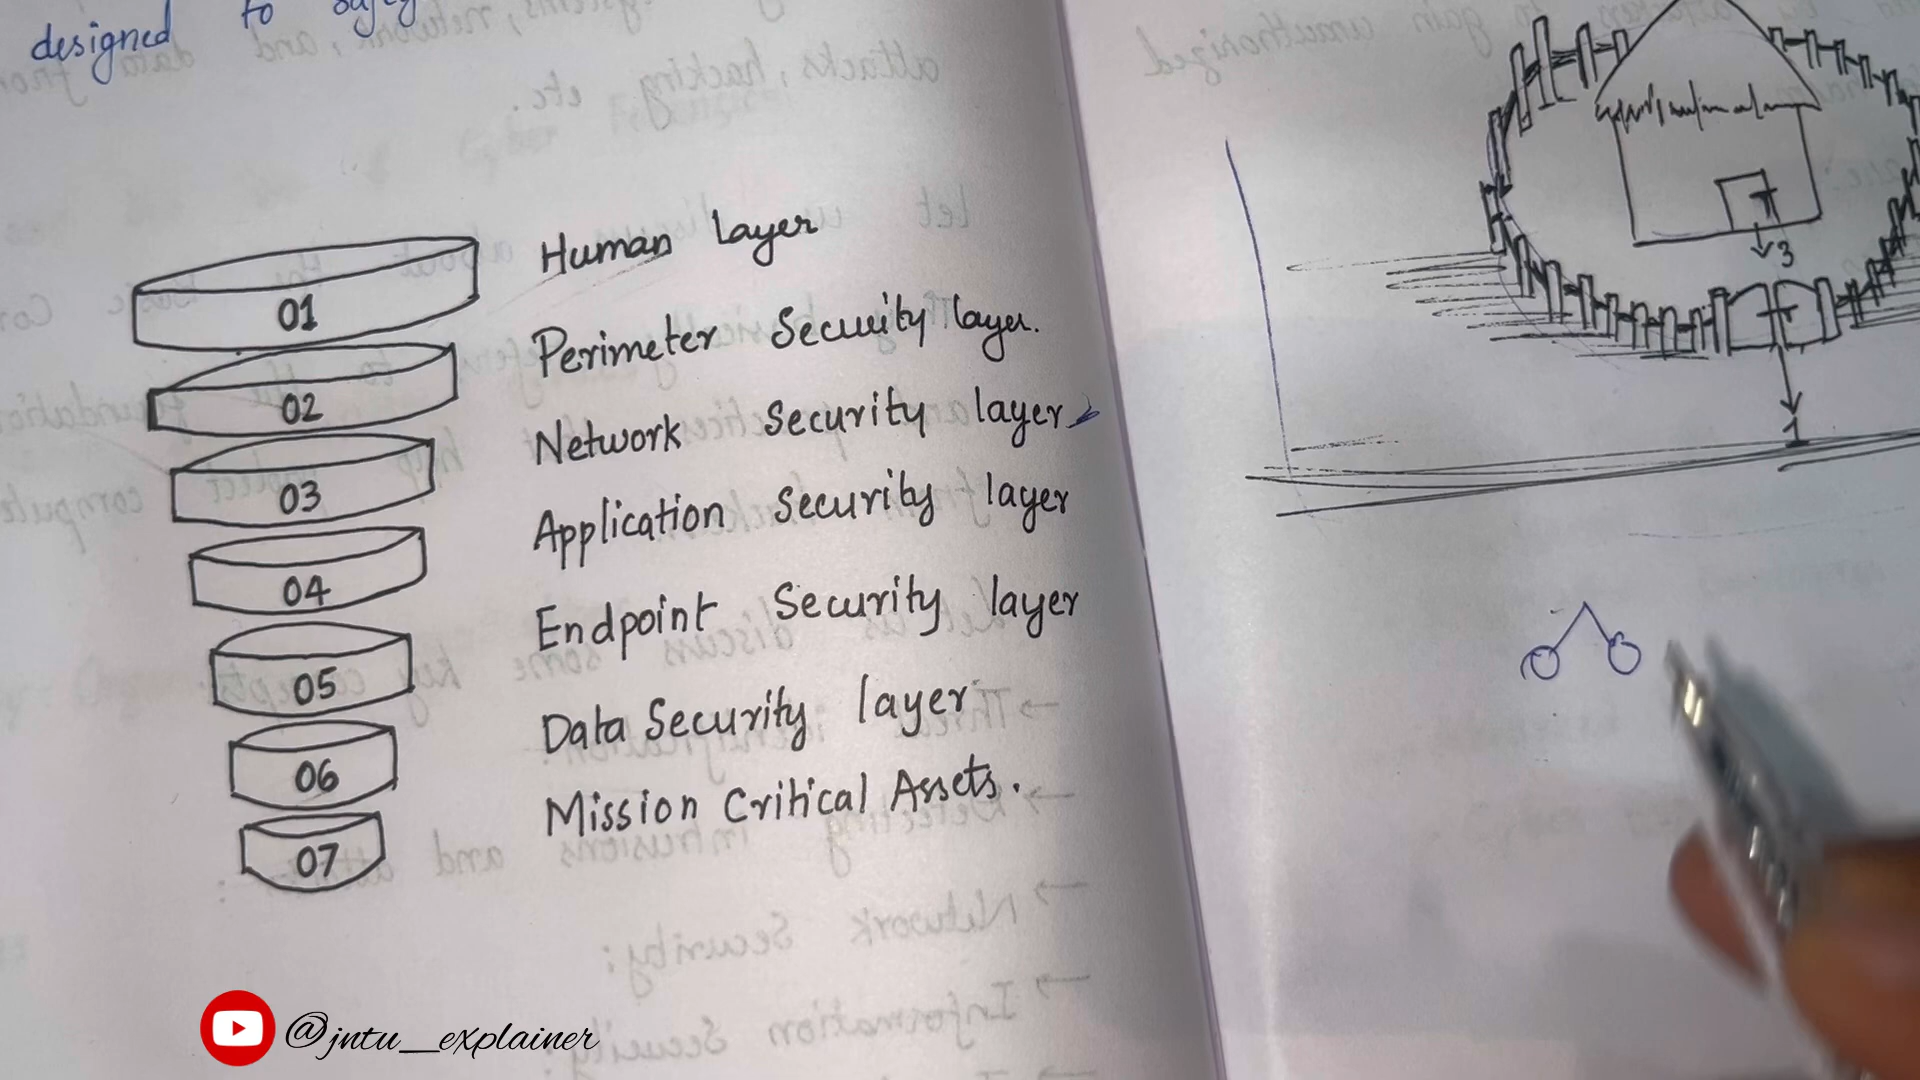 designed to
01 Human Layer
02 Perimeter Security layer.
03 Network Security layer
04 Application Security layer
05 Endpoint Security layer
06 Data Security layer
07 Mission Critical Assets.
3
1
@jntu_explainer